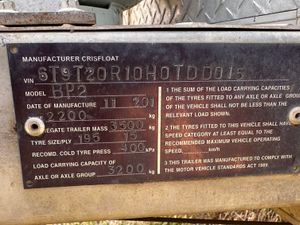 MANUFACTURER CRISFLOAT
VIN 6T9T20R10H0TDD01
MODEL BP2
DATE OF MANUFACTURE 11 201
2200 kg
AGGREGATE TRAILER MASS 3500 kg
TYRE SIZE/PLY 195
RECOMD. COLD TYRE PRESS 400 kPa
LOAD CARRYING CAPACITY OF
AXLE OR AXLE GROUP 3200 kg
1 THE SUM OF THE LOAD CARRYING CAPACITIES
OF THE TYRES FITTED TO ANY AXLE OR AXLE GROUP
OF THE VEHICLE SHALL NOT BE LESS THAN THE
RELEVANT LOAD SHOWN.
2 THE TYRES FITTED TO THIS VEHICLE SHALL HAVE
SPEED CATEGORY AT LEAST EQUAL TO THE
RECOMMENDED MAXIMUM VEHICLE OPERATING
SPEED km/h
3 THIS TRAILER WAS MANUFACTURED TO COMPLY WITH
THE MOTOR VEHICLE STANDARDS ACT 1989.